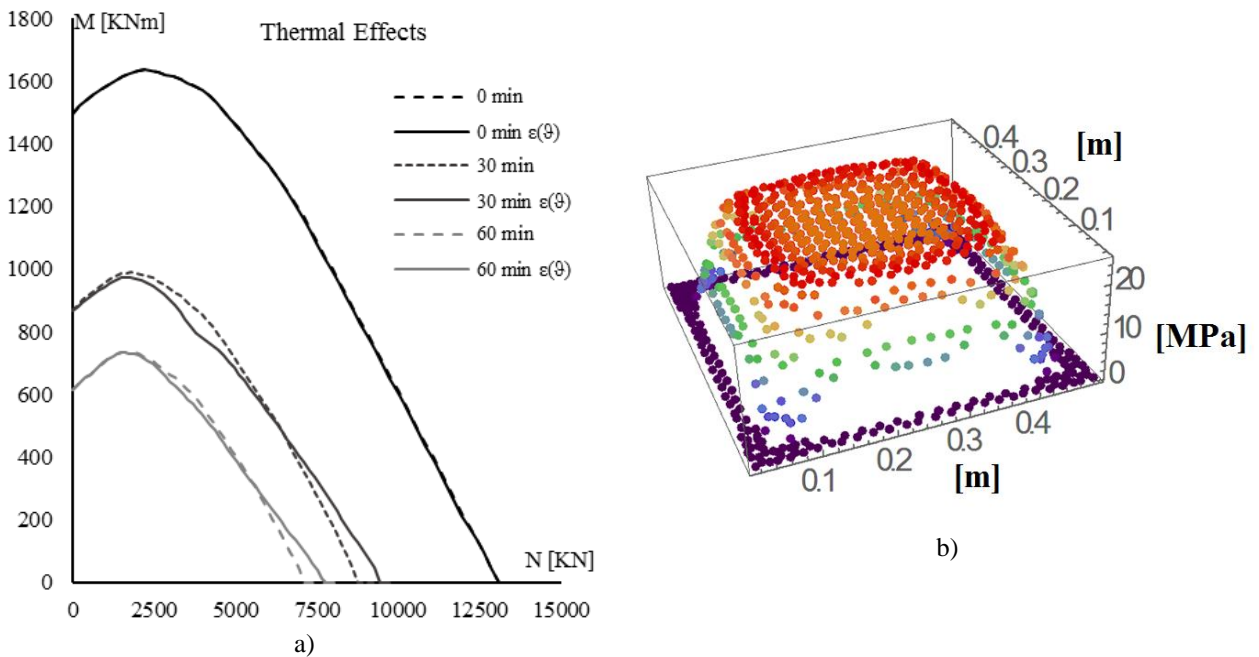 1800
M [KNm]
Thermal Effects
1600
1400
1200
1000
800
600
400
200
0
0 min
0 min ε(ϑ)
30 min
30 min ε(ϑ)
60 min
60 min ε(ϑ)
N [KN]
0 2500 5000 7500 10000 12500 15000
a)
0.4
0.3
0.2
0.1
[m]
20
10
0
[MPa]
0.1 0.2 0.3 0.4
[m]
b)